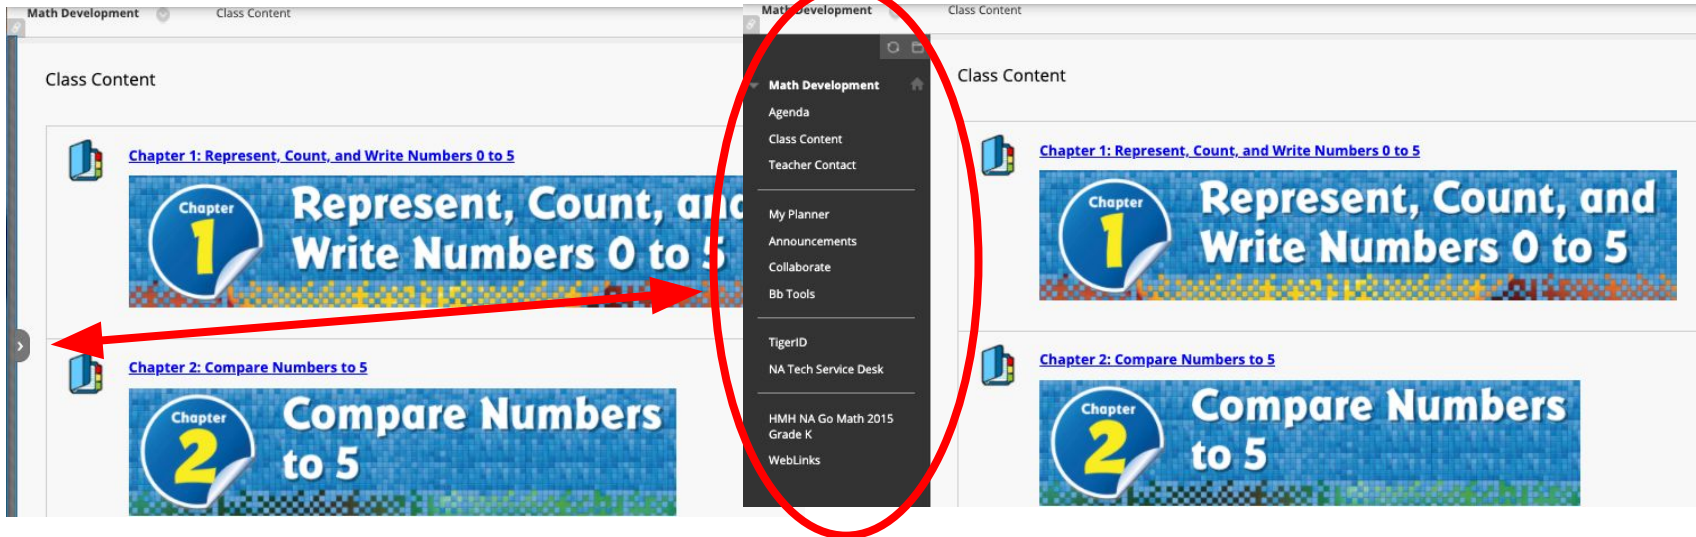 Math Development
Class Content
Class Content
Chapter 1: Represent, Count, and Write Numbers 0 to 5
Chapter
1
Represent, Count, and
Write Numbers 0 to 5
Chapter 2: Compare Numbers to 5
Chapter
2
Compare Numbers
to 5
Math Development
Class Content
Math Development
Agenda
Class Content
Teacher Contact
My Planner
Announcements
Collaborate
Bb Tools
TigerID
NA Tech Service Desk
HMH NA Go Math 2015
Grade K
WebLinks
Class Content
Chapter 1: Represent, Count, and Write Numbers 0 to 5
Chapter
1
Represent, Count, and
Write Numbers 0 to 5
Chapter 2: Compare Numbers to 5
Chapter
2
Compare Numbers
to 5